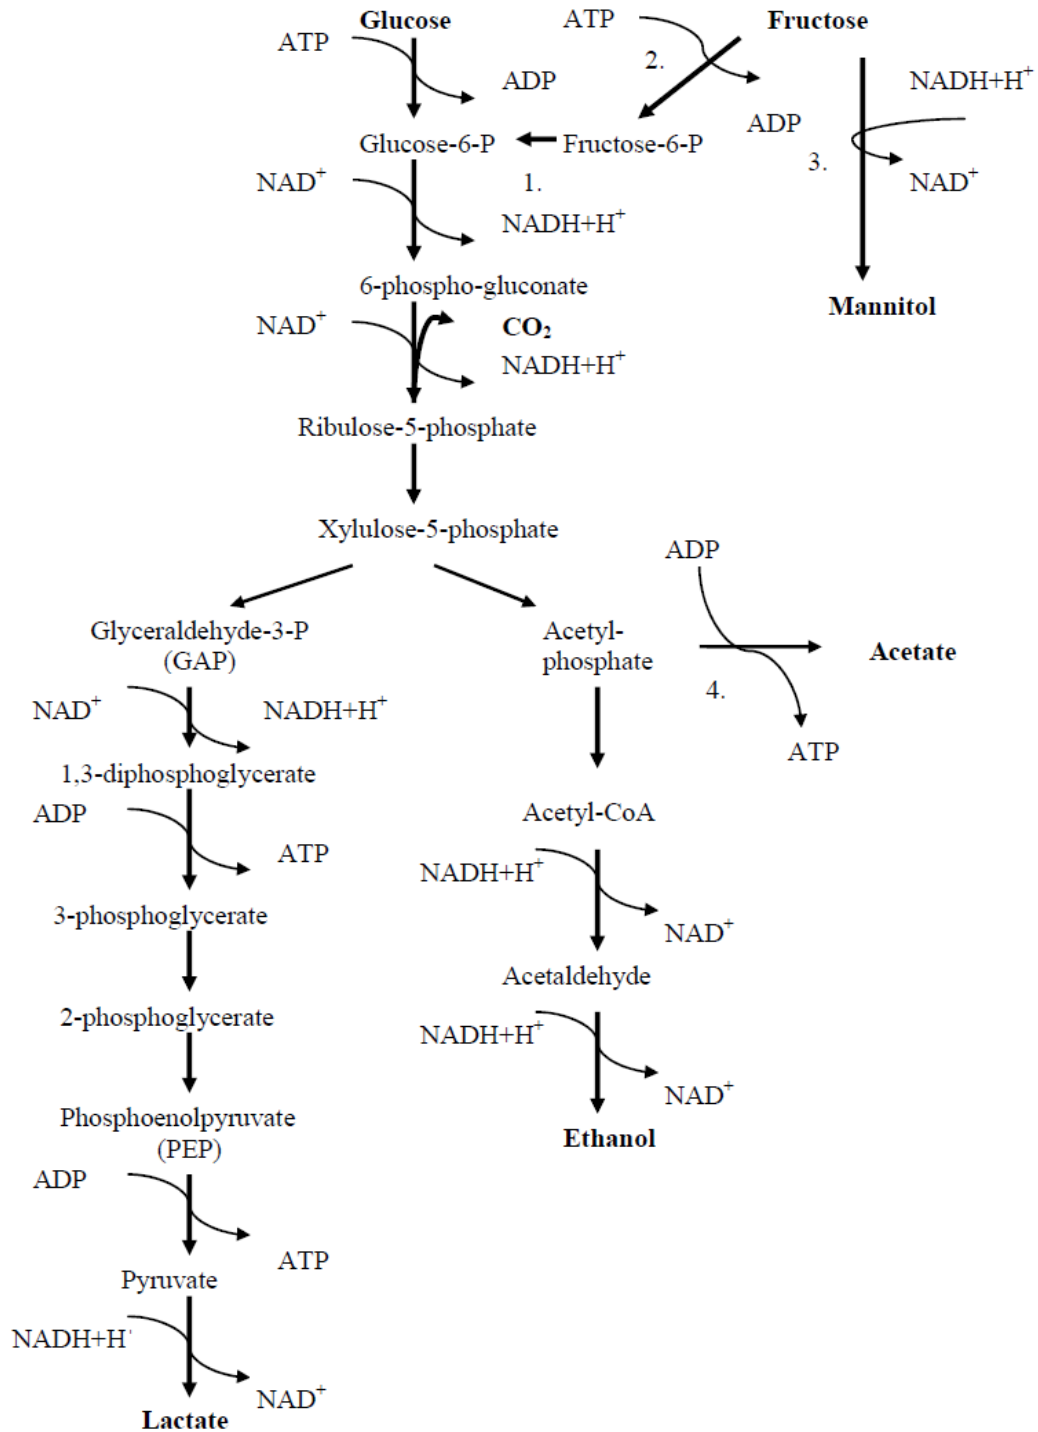 Glucose
ATP
Fructose
ATP
ADP
2.
NADH+H+
ADP
Glucose-6-P
Fructose-6-P
3.
NAD+
1.
NAD+
NADH+H+
6-phospho-gluconate
Mannitol
NAD+
CO2
NADH+H+
Ribulose-5-phosphate
Xylulose-5-phosphate
ADP
Glyceraldehyde-3-P
(GAP)
Acetyl-
phosphate
Acetate
4.
NAD+
NADH+H+
ATP
1,3-diphosphoglycerate
ADP
Acetyl-CoA
ATP
NADH+H+
3-phosphoglycerate
NAD+
Acetaldehyde
2-phosphoglycerate
NADH+H+
NAD+
Phosphoenolpyruvate
(PEP)
Ethanol
ADP
ATP
Pyruvate
NADH+H'
NAD+
Lactate